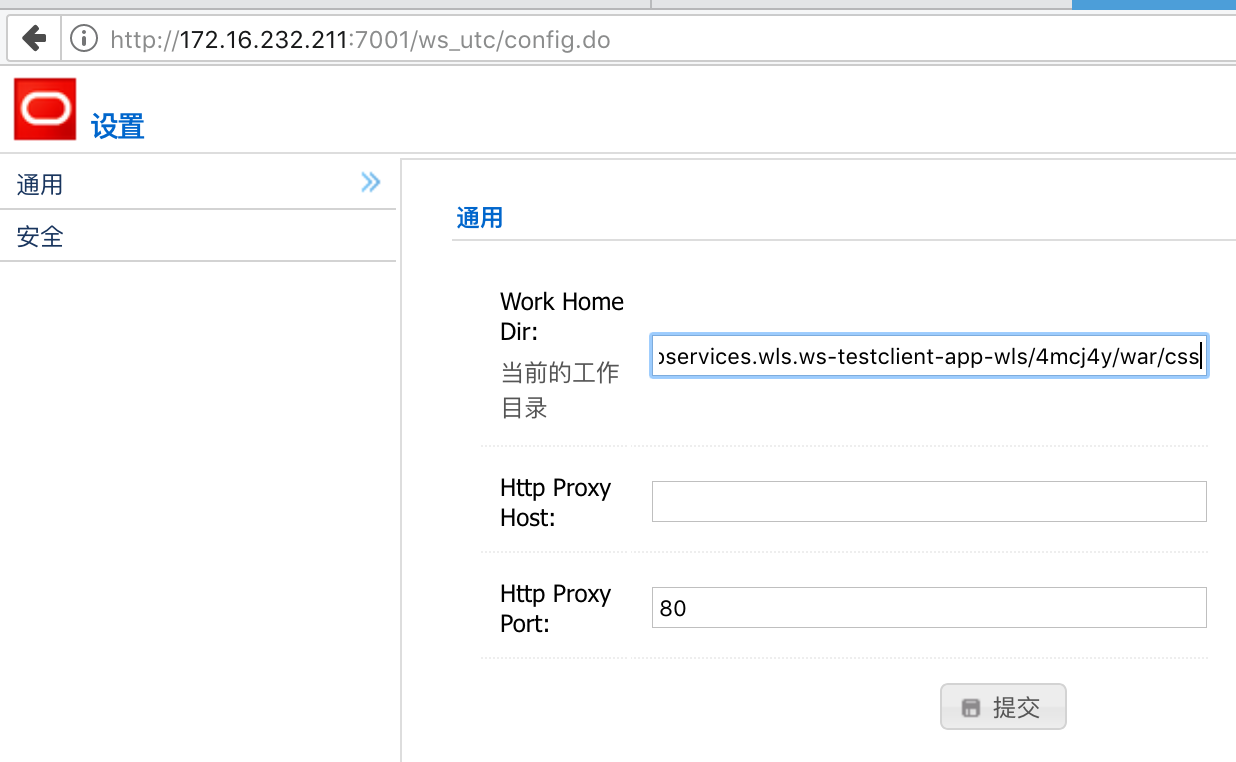 http://172.16.232.211:7001/ws_utc/config.do
设置
通用
安全
通用
Work Home
Dir:
当前的工作
目录
oservices.wls.ws-testclient-app-wls/4mcj4y/war/css
Http Proxy
Host:
Http Proxy
Port:
80
提交